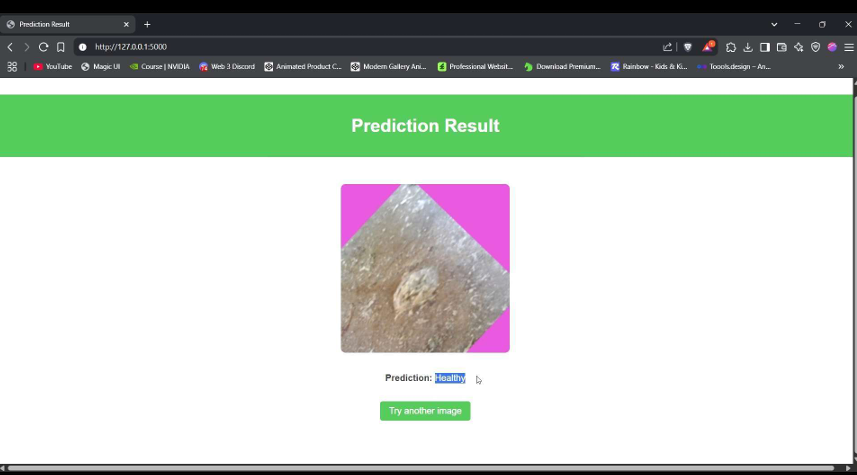 Prediction Result
http://127.0.0.1:5000
YouTube
Magic UI
Course | NVIDIA
Web 3 Discord
Animated Product C...
Modern Gallery Ani...
Professional Websit...
Download Premium...
Rainbow - Kids & Ki...
Toools.design – An...
Prediction Result
Prediction: Healthy
Try another image